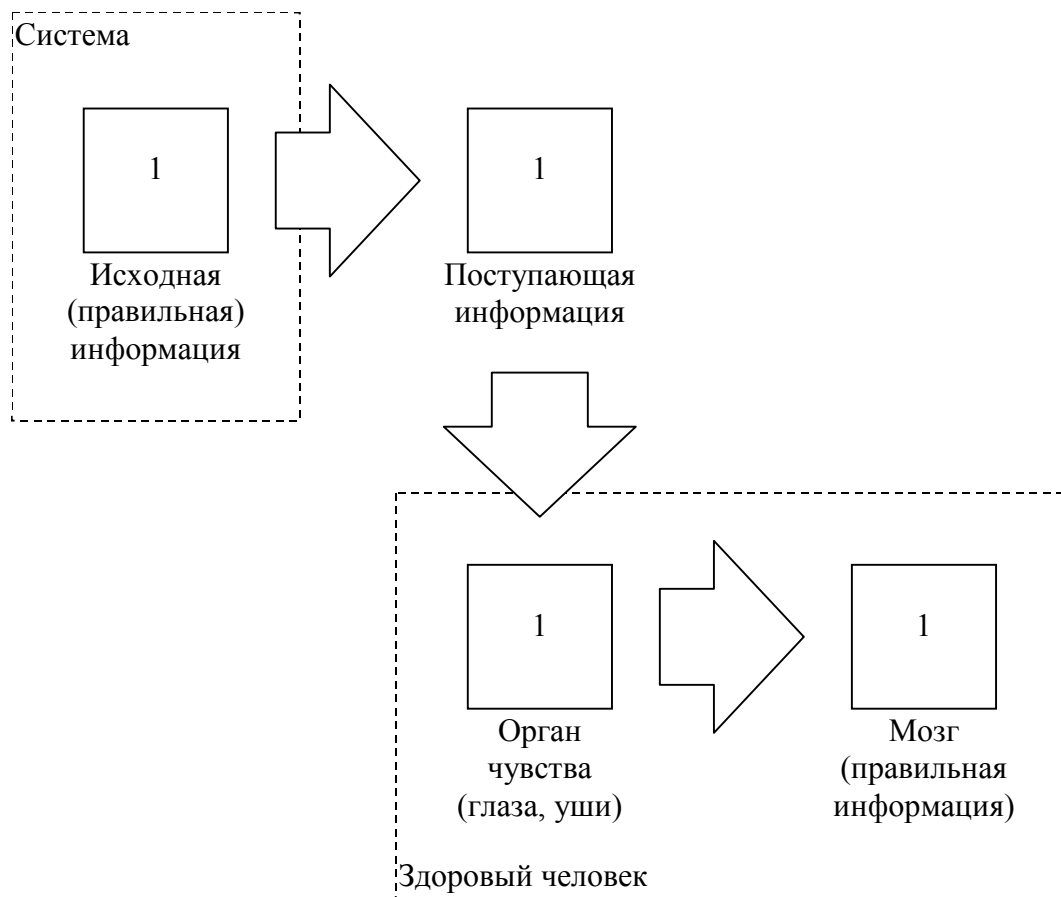 Система
1
Исходная
(правильная)
информация
1
Поступающая
информация
1
Орган
чувства
(глаза, уши)
1
Мозг
(правильная
информация)
Здоровый человек